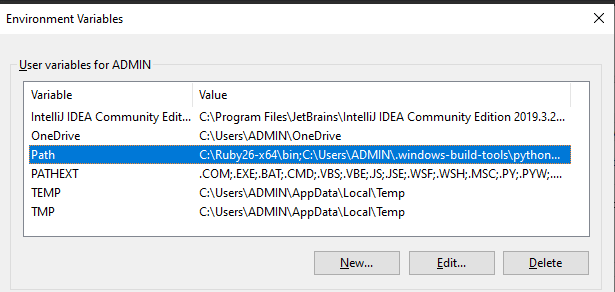 Environment Variables
User variables for ADMIN
Variable Value
IntelliJ IDEA Community Edit... C:\Program Files\JetBrains\IntelliJ IDEA Community Edition 2019.3.2...
OneDrive C:\Users\ADMIN\OneDrive
Path C:\Ruby26-x64\bin;C:\Users\ADMIN\.windows-build-tools\python...
PATHEXT .COM;.EXE;.BAT;.CMD;.VBS;.VBE;.JS;.JSE;.WSF;.WSH;.MSC;.PY;.PYW;....
TEMP C:\Users\ADMIN\AppData\Local\Temp
TMP C:\Users\ADMIN\AppData\Local\Temp
New... Edit... Delete